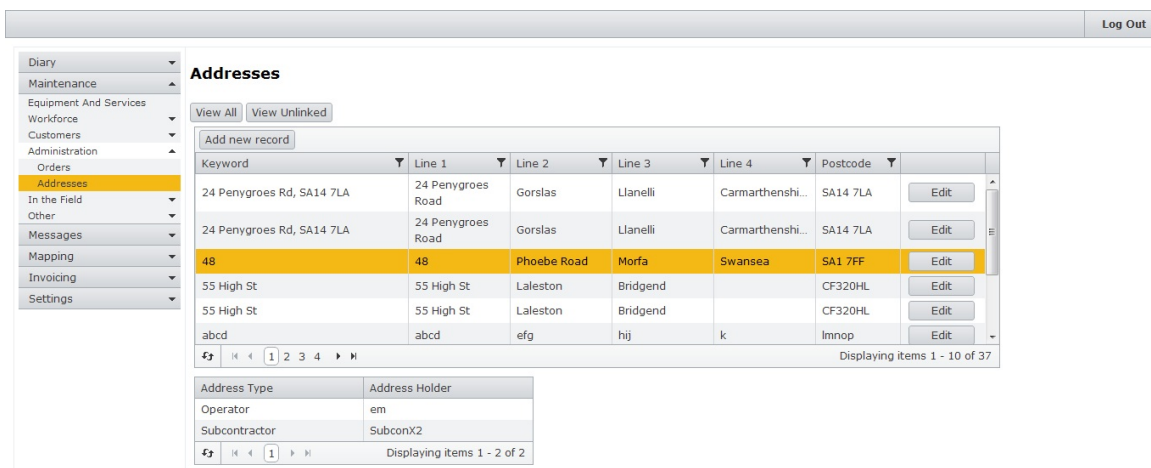 Log Out
Diary
Maintenance
Equipment And Services
Workforce
Customers
Administration
Orders
Addresses
In the Field
Other
Messages
Mapping
Invoicing
Settings
Addresses
View All View Unlinked
Add new record
Keyword Line 1 Line 2 Line 3 Line 4 Postcode
24 Penygroes Rd, SA14 7LA 24 Penygroes Road Gorslas Llanelli Carmarthenshi... SA14 7LA Edit
24 Penygroes Rd, SA14 7LA 24 Penygroes Road Gorslas Llanelli Carmarthenshi... SA14 7LA Edit
48 48 Phoebe Road Morfa Swansea SA1 7FF Edit
55 High St 55 High St Laleston Bridgend CF320HL Edit
55 High St 55 High St Laleston Bridgend CF320HL Edit
abcd abcd efg hij k lmnop Edit
1 2 3 4 Displaying items 1 - 10 of 37
Address Type Address Holder
Operator em
Subcontractor SubconX2
1 Displaying items 1 - 2 of 2